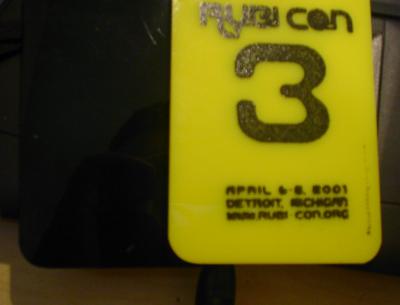 RUBI CON
3
APRIL 6-8, 2001
DETROIT, MICHIGAN
WWW.RUBI-CON.ORG